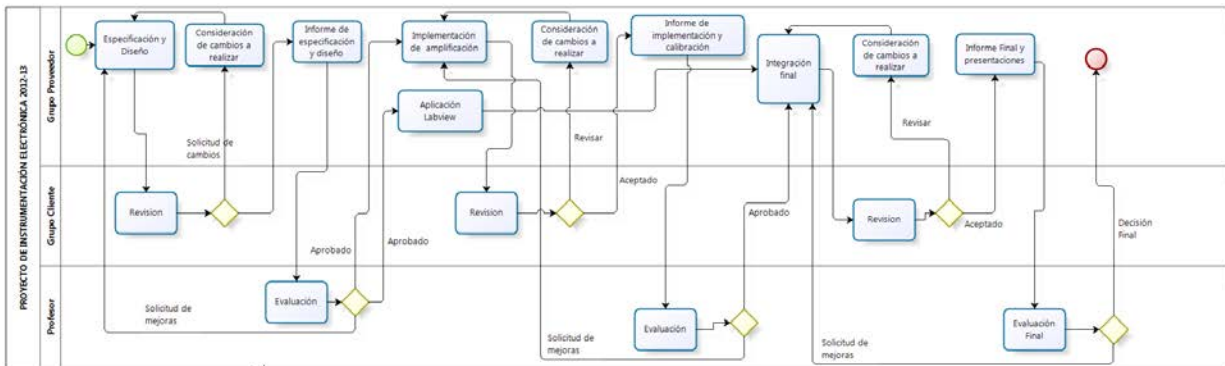 PROYECTO DE INSTRUMENTACIÓN ELECTRÓNICA 2012-13
Grupo Proveedor
Especificación y
Diseño
Consideración
de cambios a
realizar
Informe de
especificación
y diseño
Implementación
de amplificación
Consideración
de cambios a
realizar
Informe de
implementación y
calibración
Integración
final
Consideración
de cambios a
realizar
Informe Final y
presentaciones
Aplicación
Labview
Solicitud de
cambios
Revisar
Revisar
Grupo Cliente
Revision
Aprobado
Aprobado
Revision
Aceptado
Aprobado
Revision
Aceptado
Decisión
Final
Profesor
Solicitud de
mejoras
Evaluación
Solicitud de
mejoras
Evaluación
Solicitud de
mejoras
Evaluación
Final